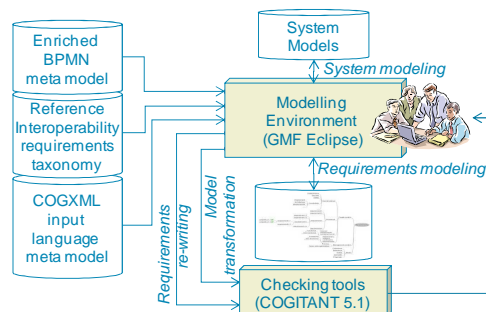 Enriched
BPMN
meta model
Reference
Interoperability
requirements
taxonomy
COGXML
input
language
meta model
System
Models
System modeling
Modelling
Environment
(GMF Eclipse)
Requirements modeling
Requirements
re-writing
Model
transformation
Checking tools
(COGITANT 5.1)